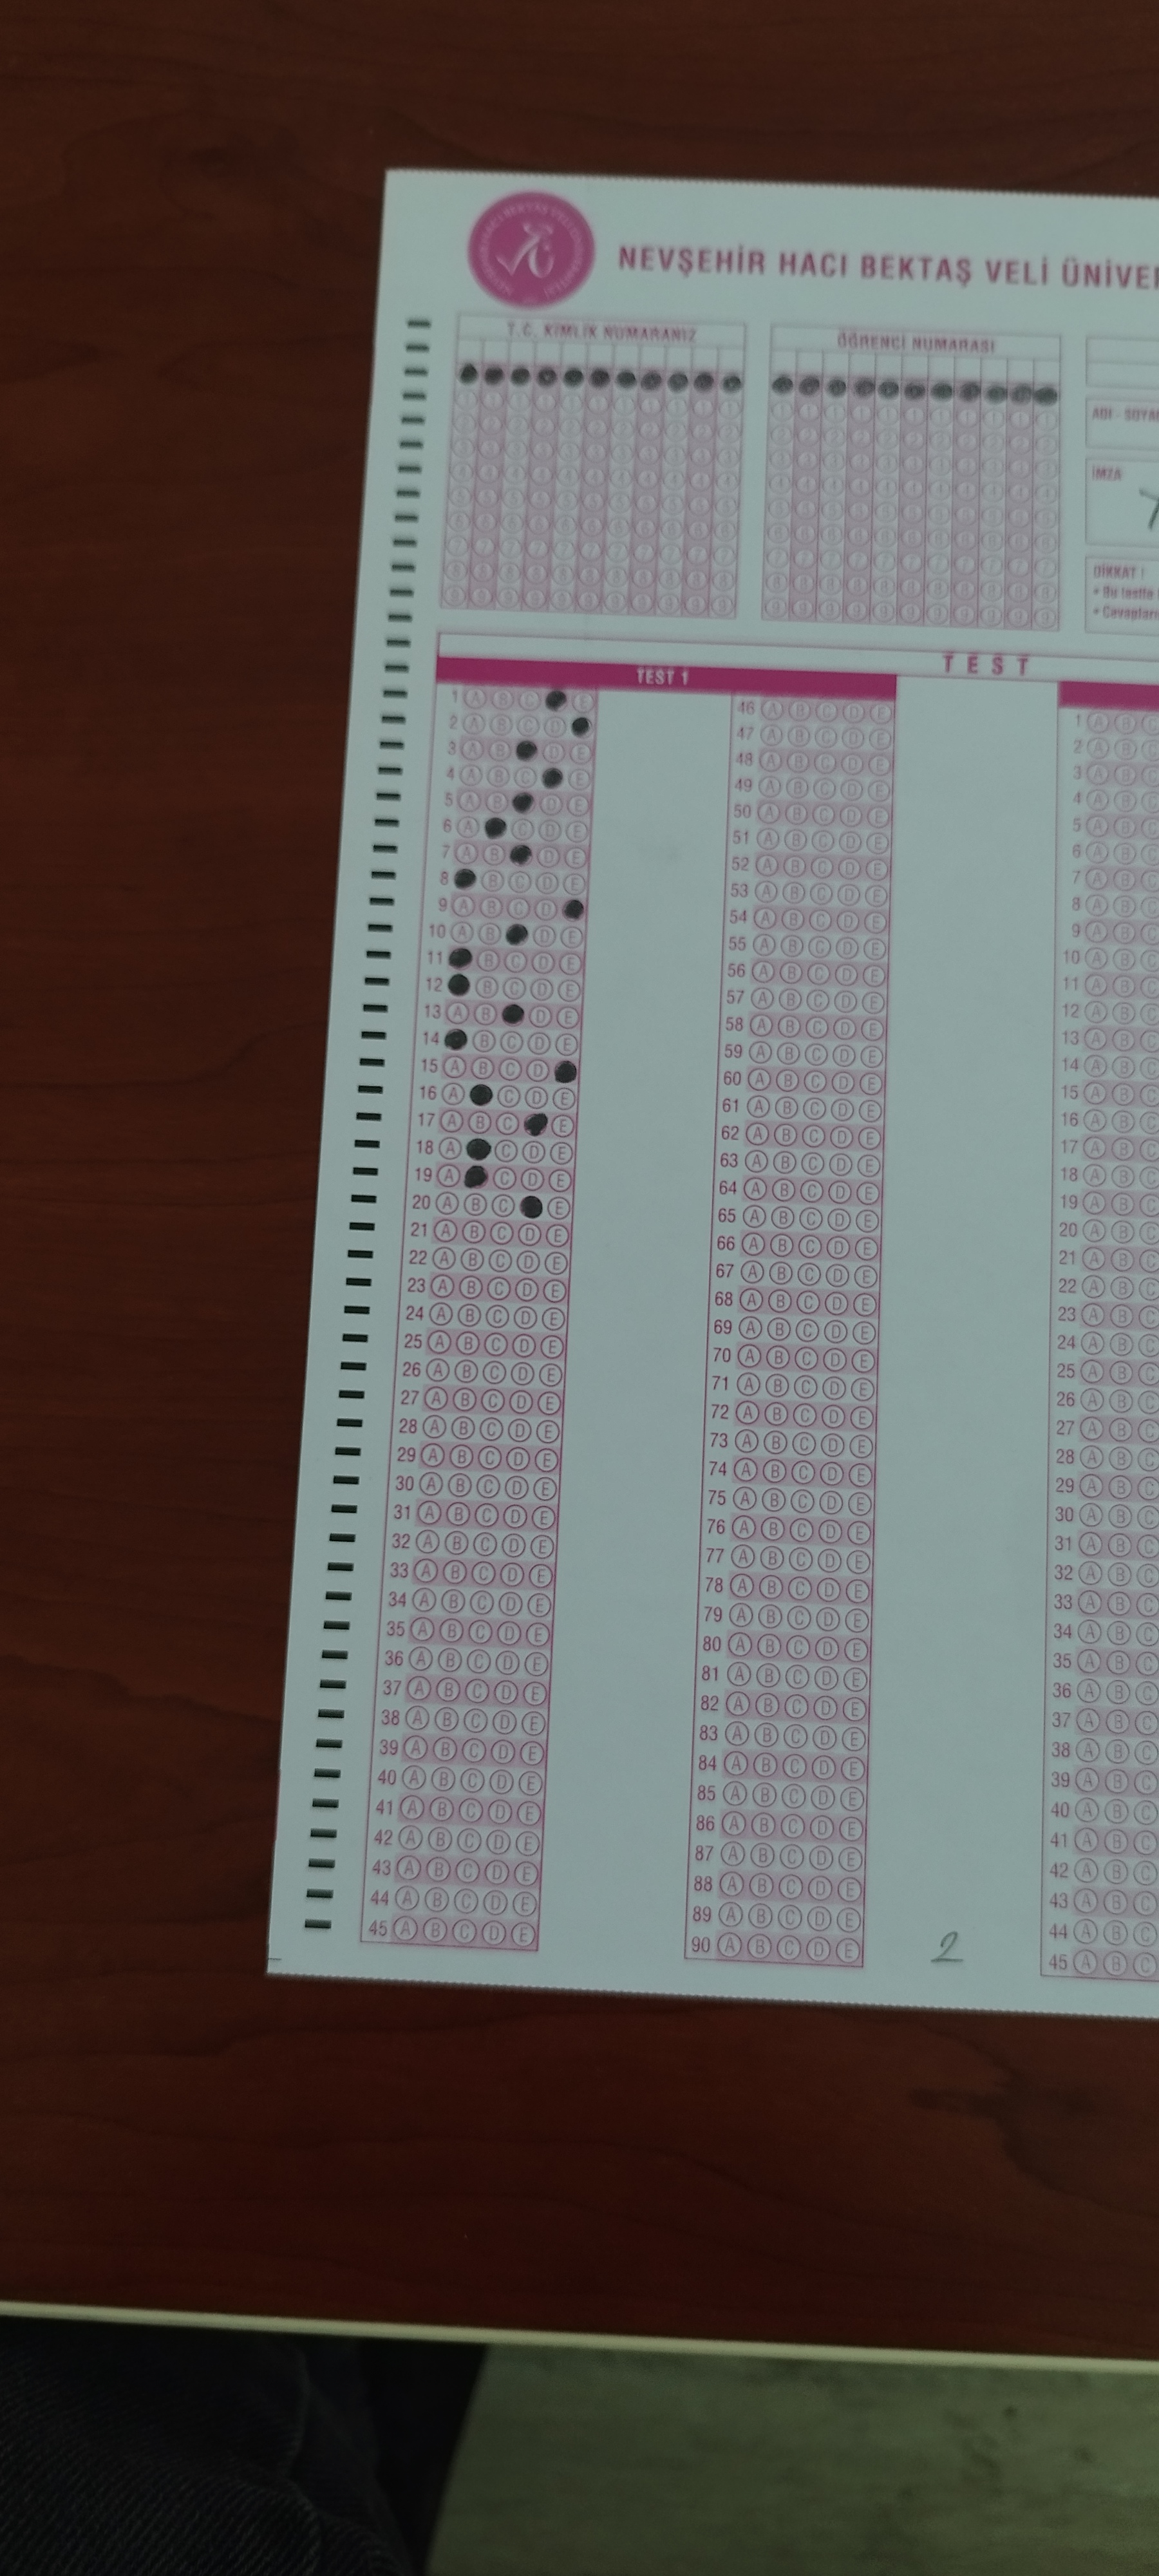 NEVŞEHİR HACI BEKTAŞ VELİ ÜNİVER
T.C. KİMLİK NUMARANIZ
ÖĞRENCİ NUMARASI
ADI - SOYAD
İMZA
DİKKAT !
• Bu testte
• Cevapların
TEST
TEST 1
1 A B C E
2 A B C D
3 A B D E
4 A B C E
5 A B D E
6 A C D E
7 A B D E
8 B C D E
9 A B C D
10 A B D E
11 B C D E
12 B C D E
13 A B D E
14 B C D E
15 A B C D
16 A C D E
17 A B C E
18 A C D E
19 A C D E
20 A B C E
21 A B C D E
22 A B C D E
23 A B C D E
24 A B C D E
25 A B C D E
26 A B C D E
27 A B C D E
28 A B C D E
29 A B C D E
30 A B C D E
31 A B C D E
32 A B C D E
33 A B C D E
34 A B C D E
35 A B C D E
36 A B C D E
37 A B C D E
38 A B C D E
39 A B C D E
40 A B C D E
41 A B C D E
42 A B C D E
43 A B C D E
44 A B C D E
45 A B C D E
46 A B C D E
47 A B C D E
48 A B C D E
49 A B C D E
50 A B C D E
51 A B C D E
52 A B C D E
53 A B C D E
54 A B C D E
55 A B C D E
56 A B C D E
57 A B C D E
58 A B C D E
59 A B C D E
60 A B C D E
61 A B C D E
62 A B C D E
63 A B C D E
64 A B C D E
65 A B C D E
66 A B C D E
67 A B C D E
68 A B C D E
69 A B C D E
70 A B C D E
71 A B C D E
72 A B C D E
73 A B C D E
74 A B C D E
75 A B C D E
76 A B C D E
77 A B C D E
78 A B C D E
79 A B C D E
80 A B C D E
81 A B C D E
82 A B C D E
83 A B C D E
84 A B C D E
85 A B C D E
86 A B C D E
87 A B C D E
88 A B C D E
89 A B C D E
90 A B C D E
2
1 A B C
2 A B C
3 A B C
4 A B C
5 A B C
6 A B C
7 A B C
8 A B C
9 A B C
10 A B C
11 A B C
12 A B C
13 A B C
14 A B C
15 A B C
16 A B C
17 A B C
18 A B C
19 A B C
20 A B C
21 A B C
22 A B C
23 A B C
24 A B C
25 A B C
26 A B C
27 A B C
28 A B C
29 A B C
30 A B C
31 A B C
32 A B C
33 A B C
34 A B C
35 A B C
36 A B C
37 A B C
38 A B C
39 A B C
40 A B C
41 A B C
42 A B C
43 A B C
44 A B C
45 A B C